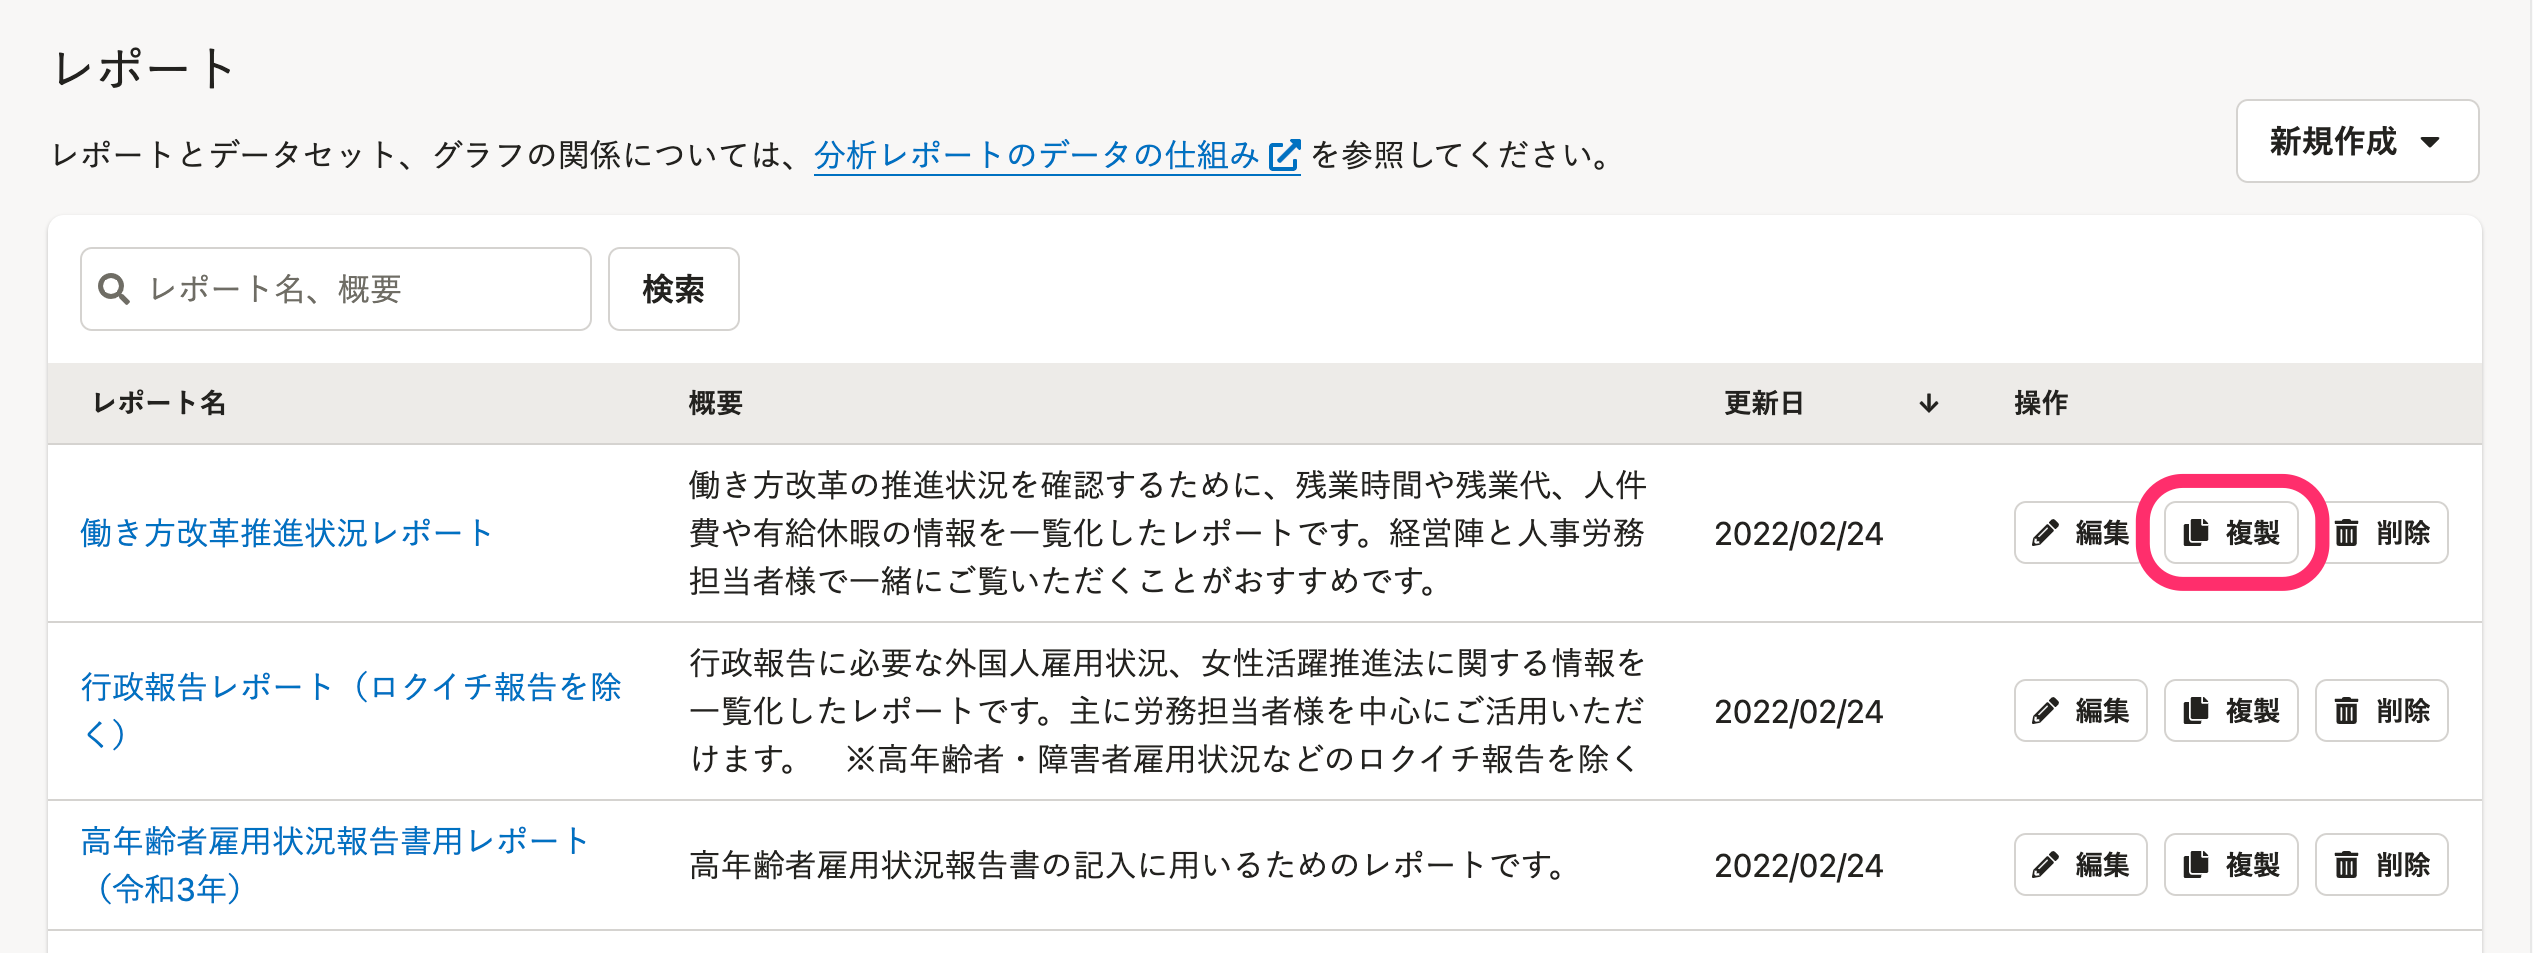 レポート
レポートとデータセット、グラフの関係については、分析レポートのデータの仕組み を参照してください。
新規作成
レポート名、概要
検索
レポート名 概要 更新日 操作
働き方改革推進状況レポート
働き方改革の推進状況を確認するために、残業時間や残業代、人件
費や有給休暇の情報を一覧化したレポートです。経営陣と人事労務
担当者様で一緒にご覧いただくことがおすすめです。
2022/02/24
編集 複製 削除
行政報告レポート（ロクイチ報告を除
く）
行政報告に必要な外国人雇用状況、女性活躍推進法に関する情報を
一覧化したレポートです。主に労務担当者様を中心にご活用いただ
けます。　※高年齢者・障害者雇用状況などのロクイチ報告を除く
2022/02/24
編集 複製 削除
高年齢者雇用状況報告書用レポート
（令和3年）
高年齢者雇用状況報告書の記入に用いるためのレポートです。
2022/02/24
編集 複製 削除